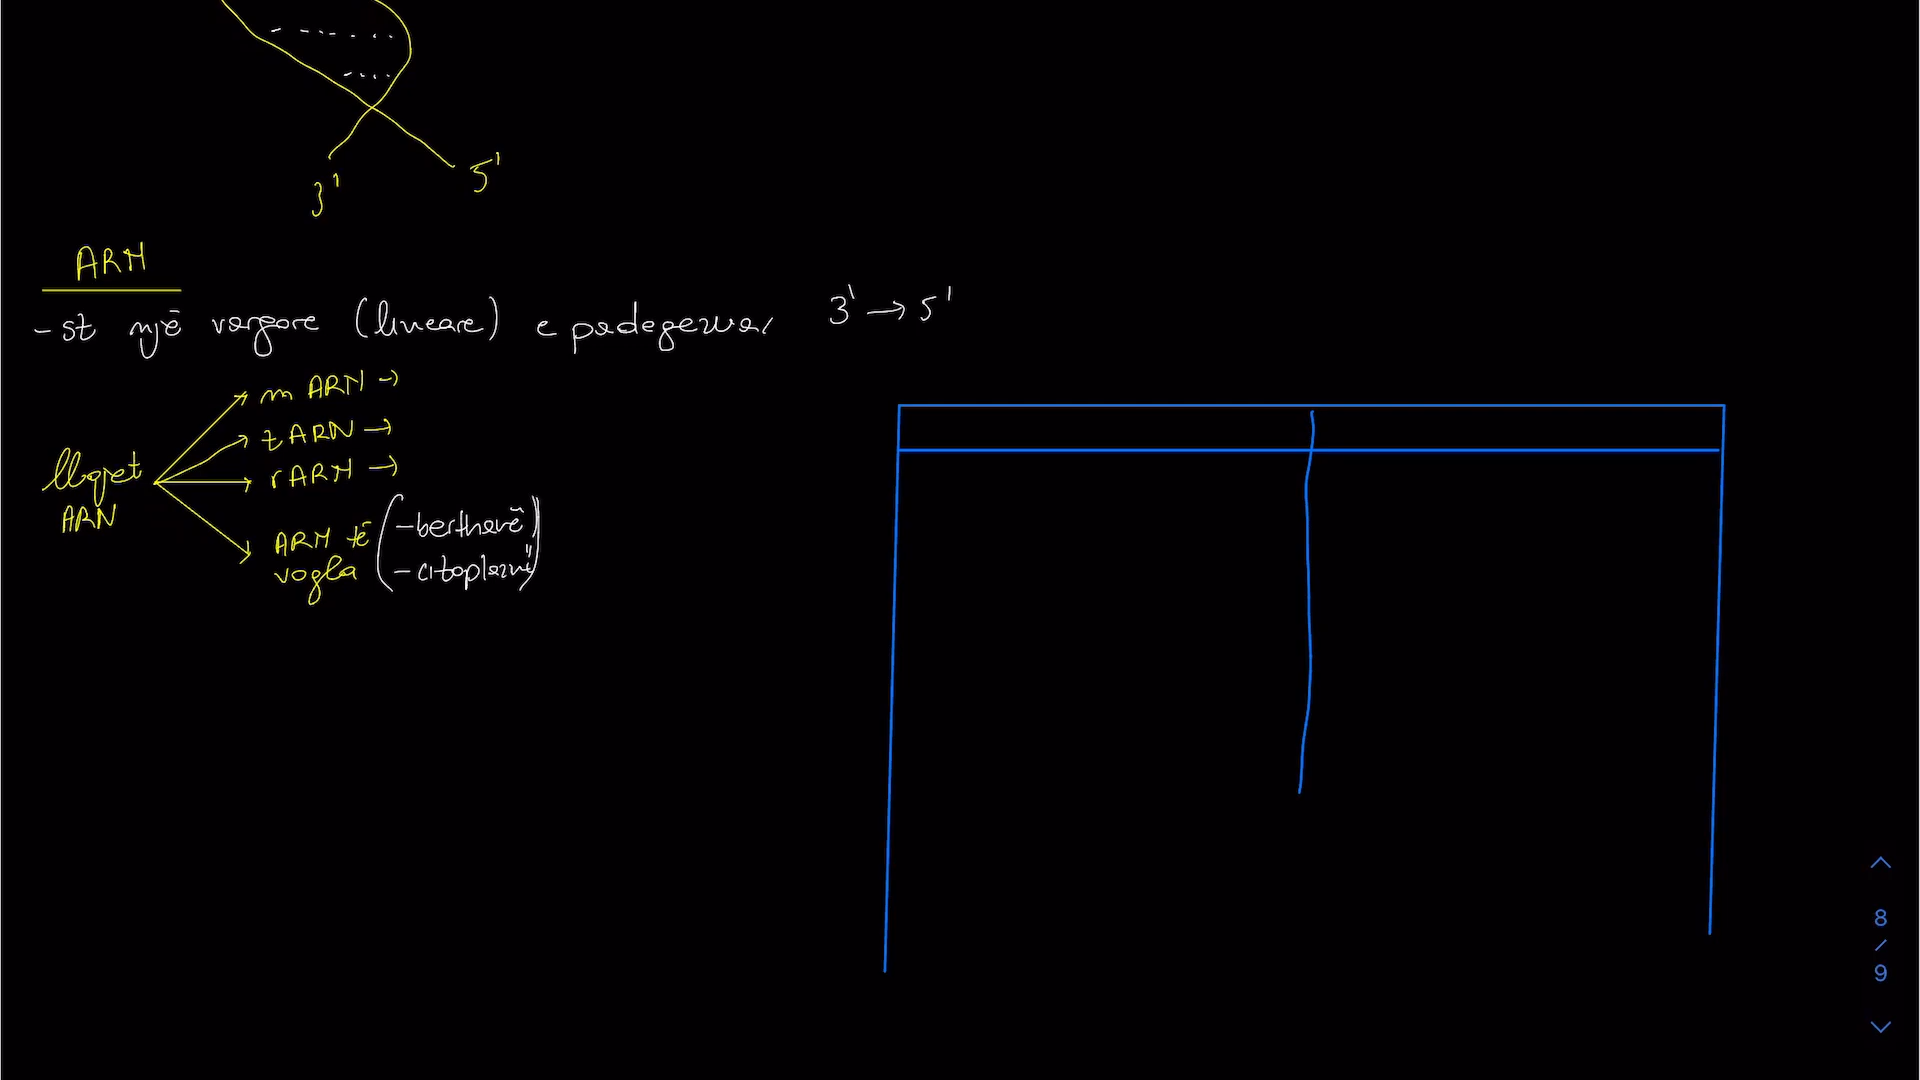 3' 5'
ARN
-st një vargore (lineare) e padegezuar 3' → 5'
m ARN →
t ARN →
r ARN →
llojet
ARN
ARN të
vogla
(-berthamë
-citoplazmë)
8
/
9